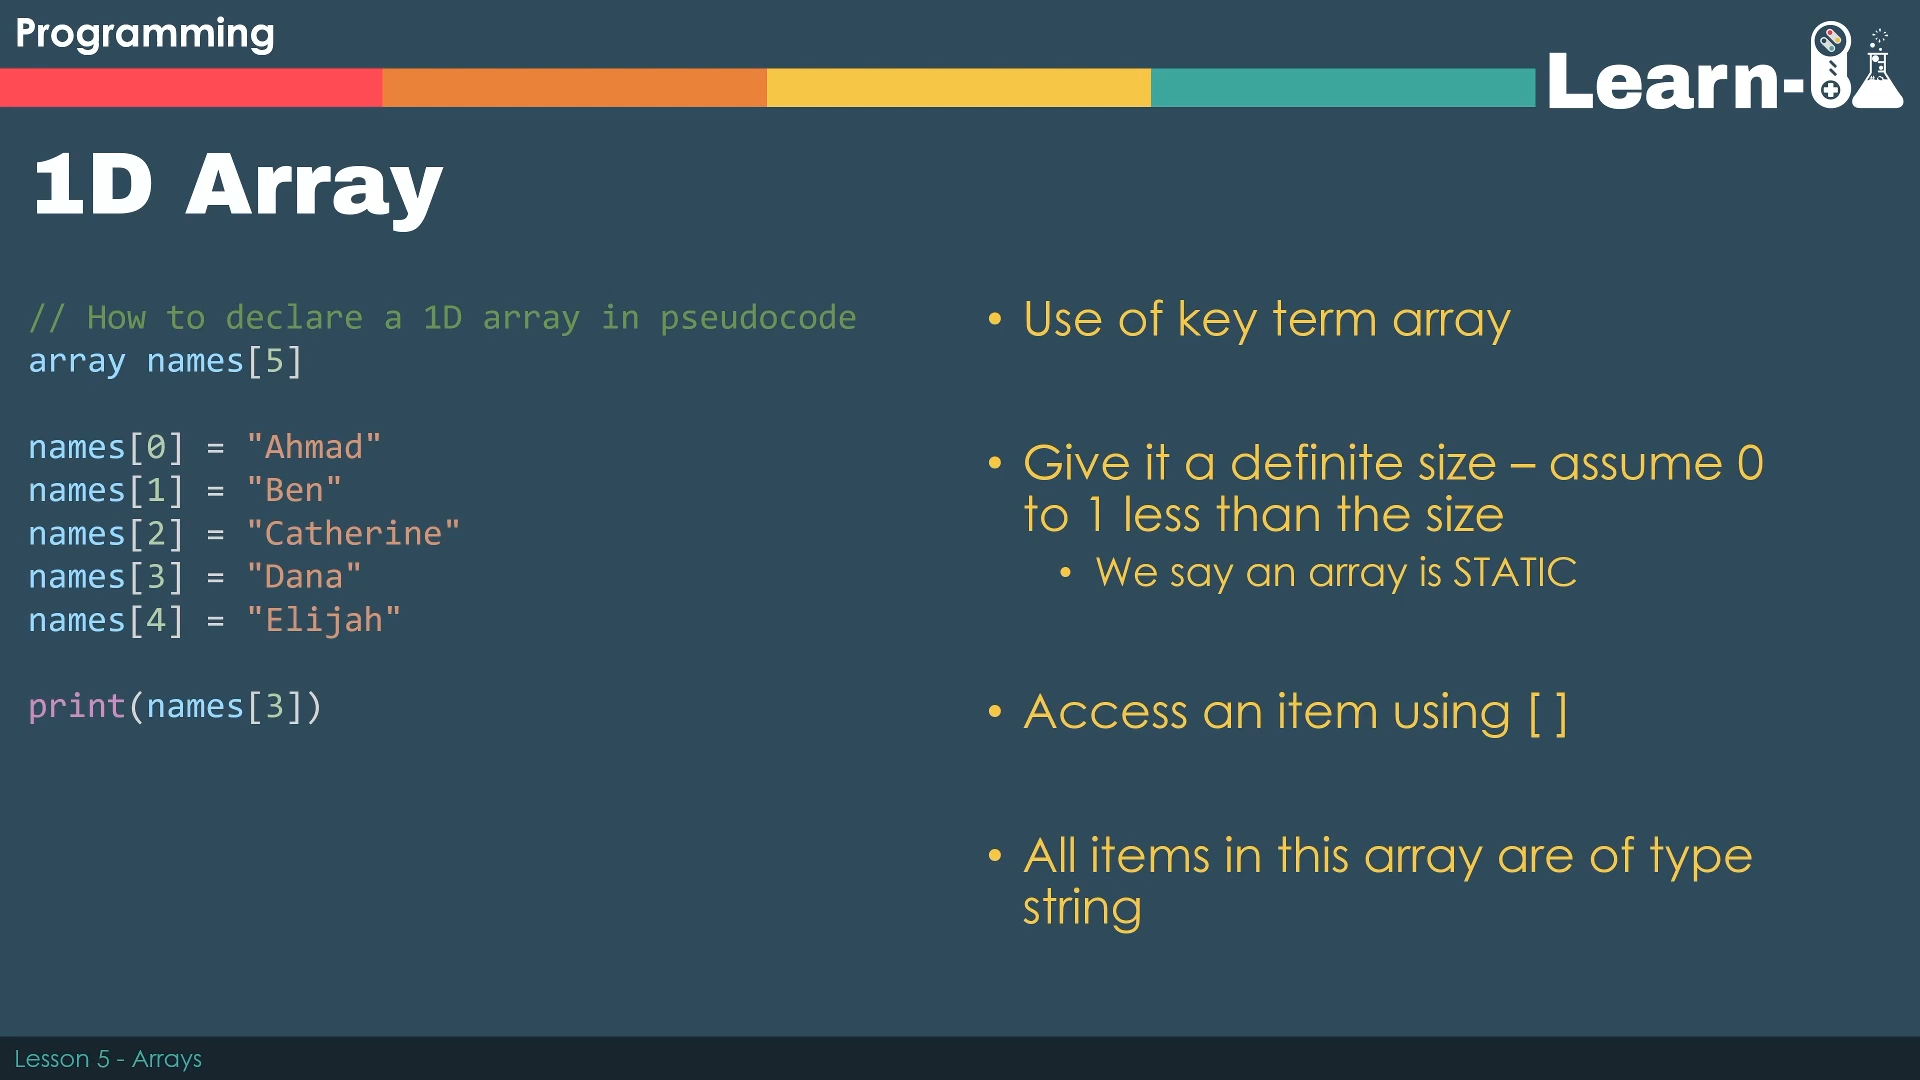 Programming
Learn-
1D Array
// How to declare a 1D array in pseudocode
array names[5]
names[0] = "Ahmad"
names[1] = "Ben"
names[2] = "Catherine"
names[3] = "Dana"
names[4] = "Elijah"
print(names[3])
• Use of key term array
• Give it a definite size – assume 0
to 1 less than the size
• We say an array is STATIC
• Access an item using [ ]
• All items in this array are of type
string
Lesson 5 - Arrays